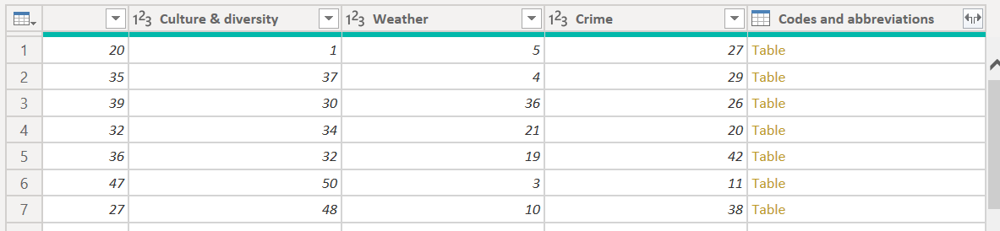 1²3 Culture & diversity 1²3 Weather 1²3 Crime Codes and abbreviations
1 20 1 5 27 Table
2 35 37 4 29 Table
3 39 30 36 26 Table
4 32 34 21 20 Table
5 36 32 19 42 Table
6 47 50 3 11 Table
7 27 48 10 38 Table